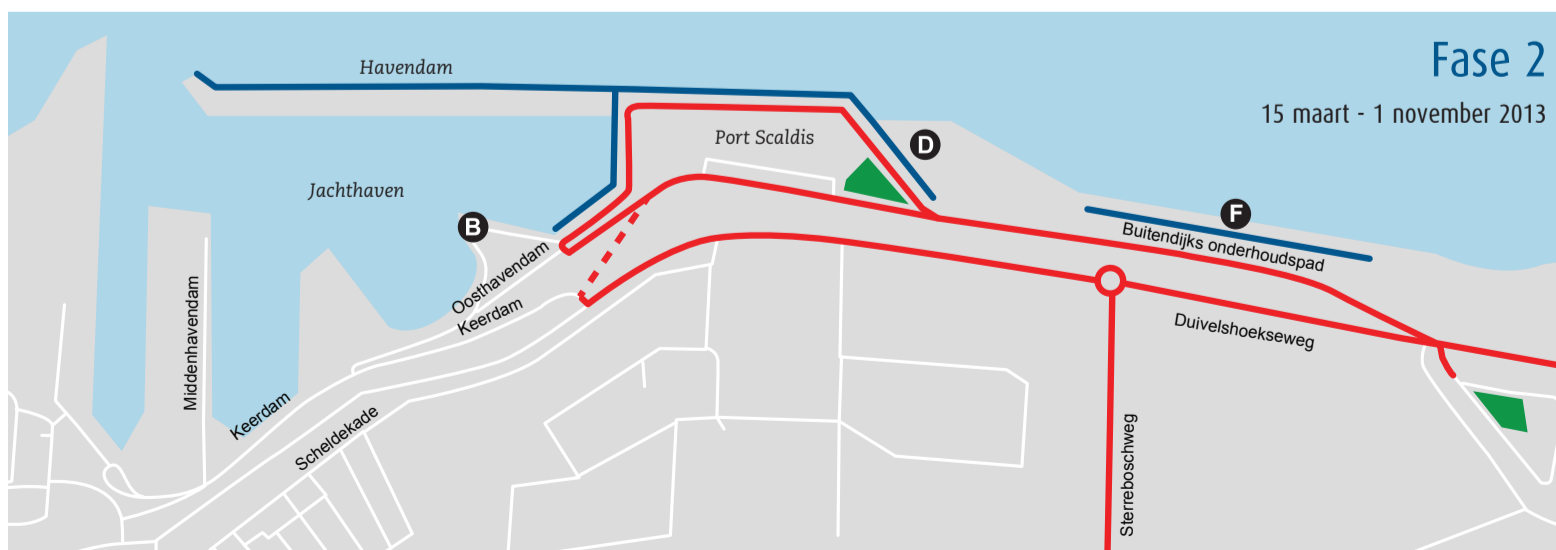 Fase 2
15 maart - 1 november 2013
Havendam
Port Scaldis
D
Jachthaven
B
F
Buitendijks onderhoudspad
Oosthavendam
Keerdam
Middenhavendam
Duivelshoekseweg
Keerdam
Scheldekade
Sterreboschweg